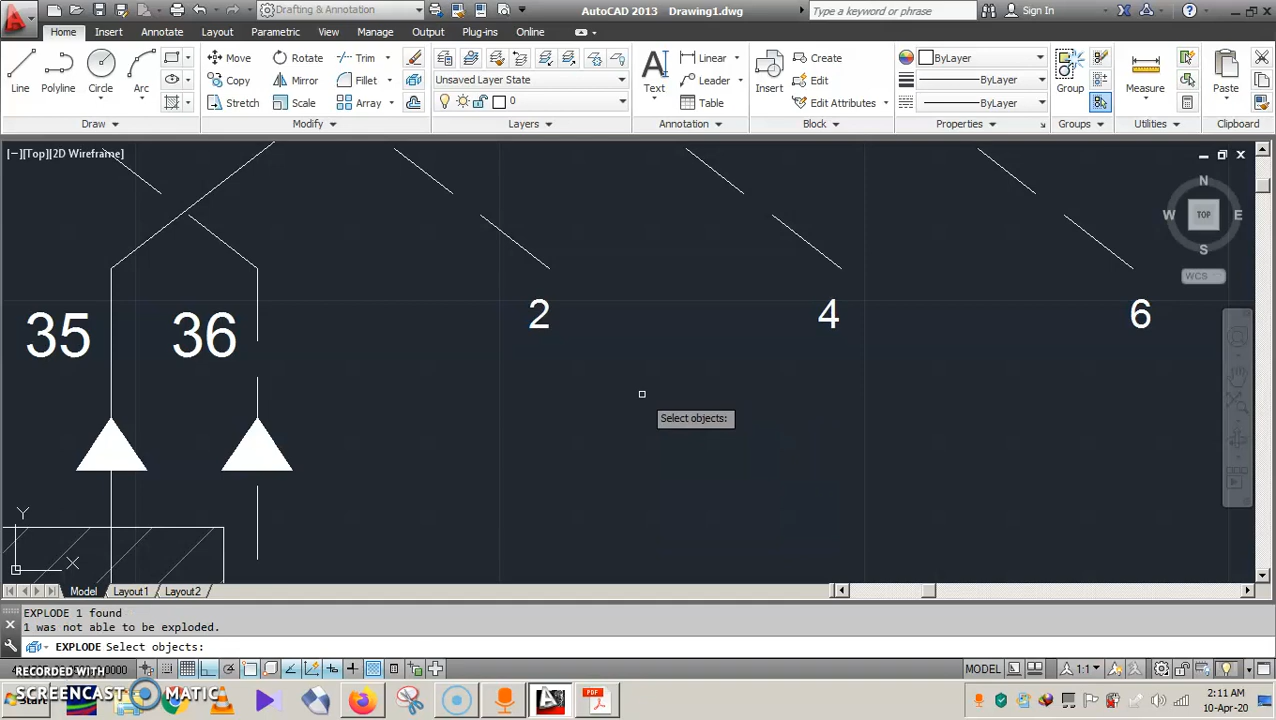 Drafting & Annotation
AutoCAD 2013 Drawing1.dwg
Type a keyword or phrase
Sign In
Home Insert Annotate Layout Parametric View Manage Output Plug-ins Online
Line Polyline Circle Arc
Move Rotate Trim
Copy Mirror Fillet
Stretch Scale Array
Unsaved Layer State
0
Text
Linear
Leader
Table
Insert
Create
Edit
Edit Attributes
ByLayer
ByLayer
ByLayer
Group
Measure
Paste
Draw Modify Layers Annotation Block Properties Groups Utilities Clipboard
[−][Top][2D Wireframe]
N
W TOP E
S
WCS
2 4 6
35 36
Select objects:
Y
X
Model Layout1 Layout2
EXPLODE 1 found
1 was not able to be exploded.
EXPLODE Select objects:
MODEL
1:1
RECORDED WITH
SCREENCAST MATIC
Start
PDF
2:11 AM
10-Apr-20